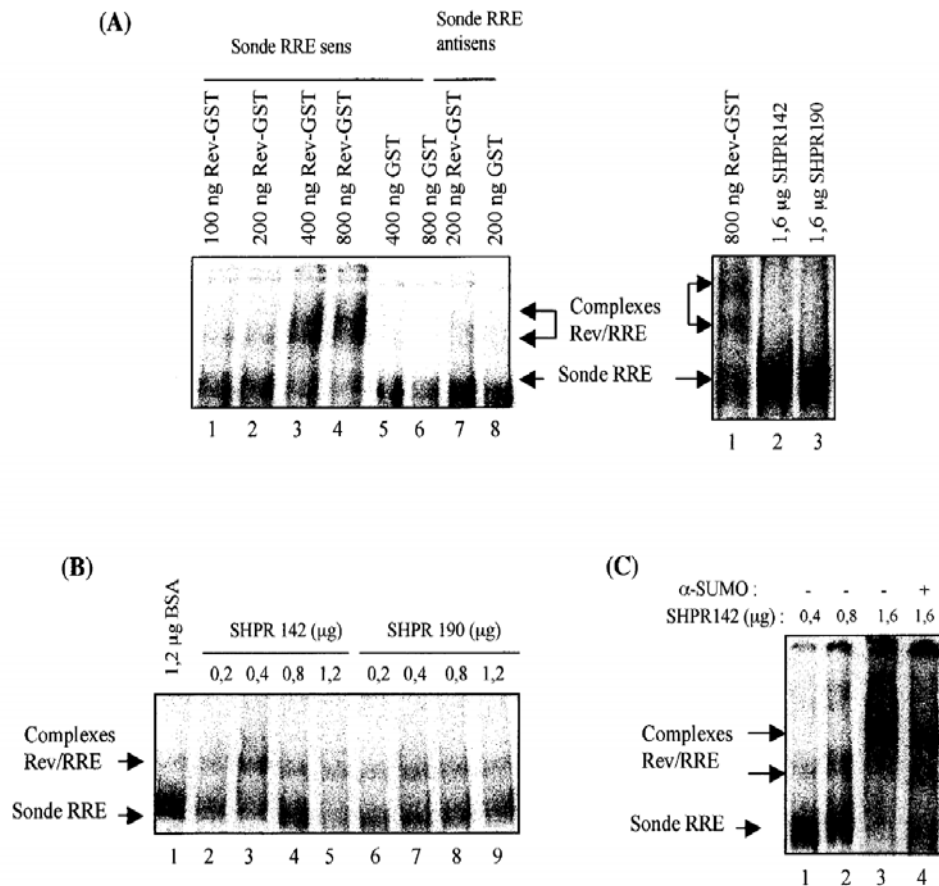 (A)
Sonde RRE sens
Sonde RRE
antisens
100 ng Rev-GST
200 ng Rev-GST
400 ng Rev-GST
800 ng Rev-GST
400 ng GST
800 ng GST
200 ng Rev-GST
200 ng GST
800 ng Rev-GST
1,6 µg SHPR142
1,6 µg SHPR190
Complexes
Rev/RRE
Sonde RRE
1 2 3 4 5 6 7 8
1 2 3
(B)
1,2 µg BSA
SHPR 142 (µg)
SHPR 190 (µg)
0,2 0,4 0,8 1,2 0,2 0,4 0,8 1,2
Complexes
Rev/RRE
Sonde RRE
1 2 3 4 5 6 7 8 9
(C)
α-SUMO : - - - +
SHPR142 (µg) : 0,4 0,8 1,6 1,6
Complexes
Rev/RRE
Sonde RRE
1 2 3 4